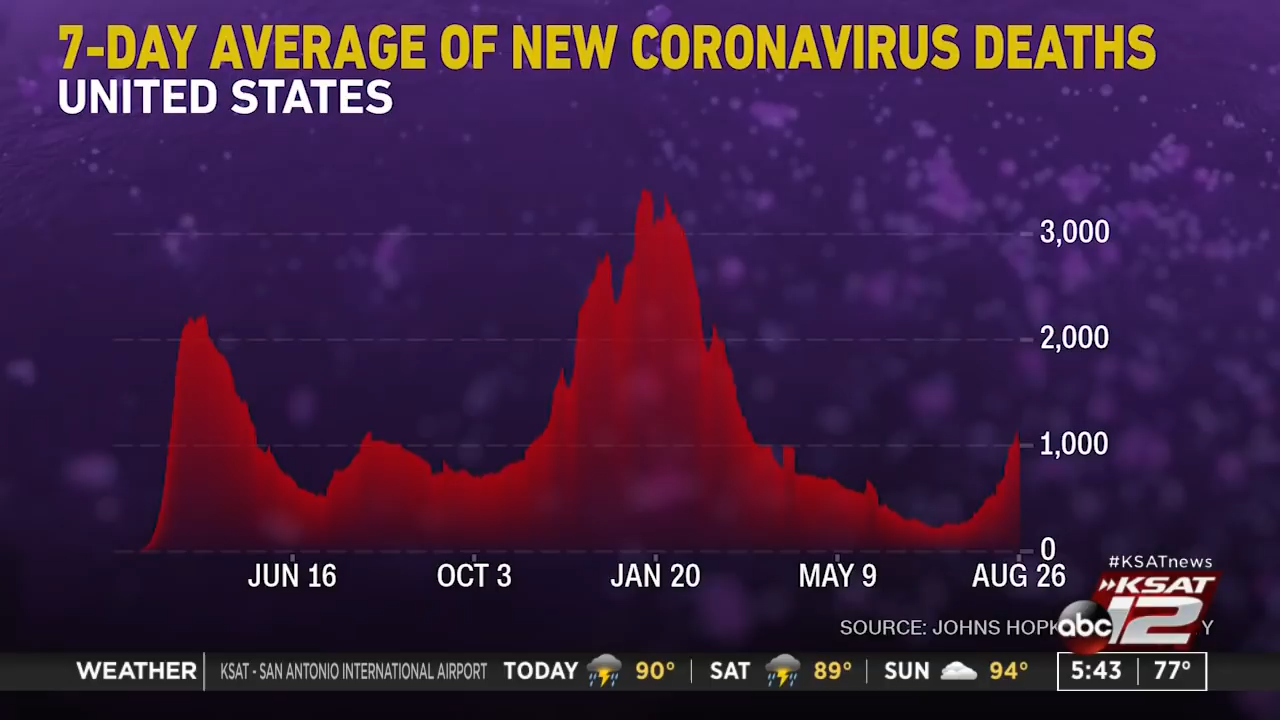 7-DAY AVERAGE OF NEW CORONAVIRUS DEATHS
UNITED STATES
3,000
2,000
1,000
0
JUN 16 OCT 3 JAN 20 MAY 9 AUG 26
#KSATnews
KSAT
abc 12
SOURCE: JOHNS
WEATHER KSAT - SAN ANTONIO INTERNATIONAL AIRPORT TODAY 90° SAT 89° SUN 94° 5:43 77°